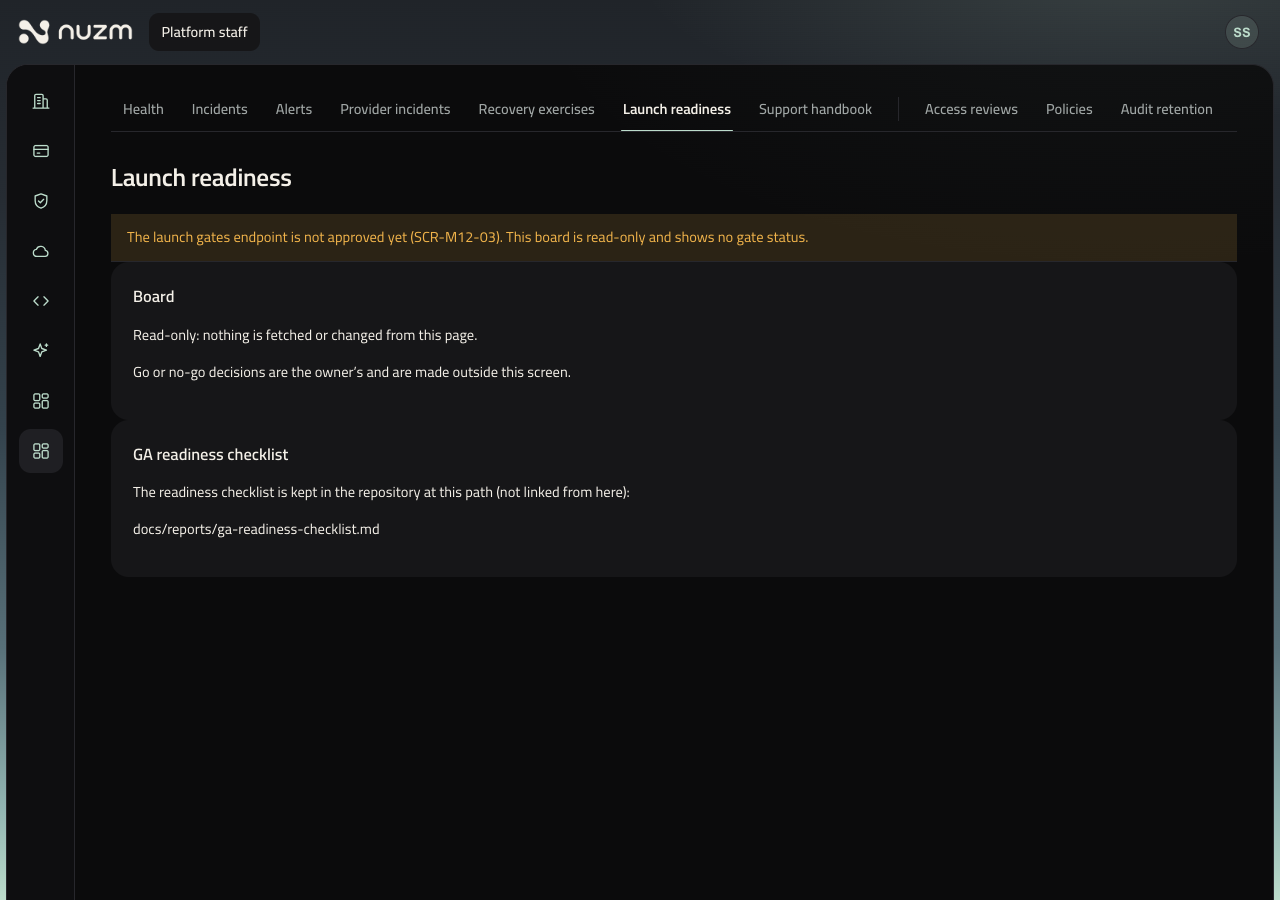 nuzm
Platform staff
SS
Health
Incidents
Alerts
Provider incidents
Recovery exercises
Launch readiness
Support handbook
Access reviews
Policies
Audit retention
Launch readiness
The launch gates endpoint is not approved yet (SCR-M12-03). This board is read-only and shows no gate status.
Board
Read-only: nothing is fetched or changed from this page.
Go or no-go decisions are the owner’s and are made outside this screen.
GA readiness checklist
The readiness checklist is kept in the repository at this path (not linked from here):
docs/reports/ga-readiness-checklist.md